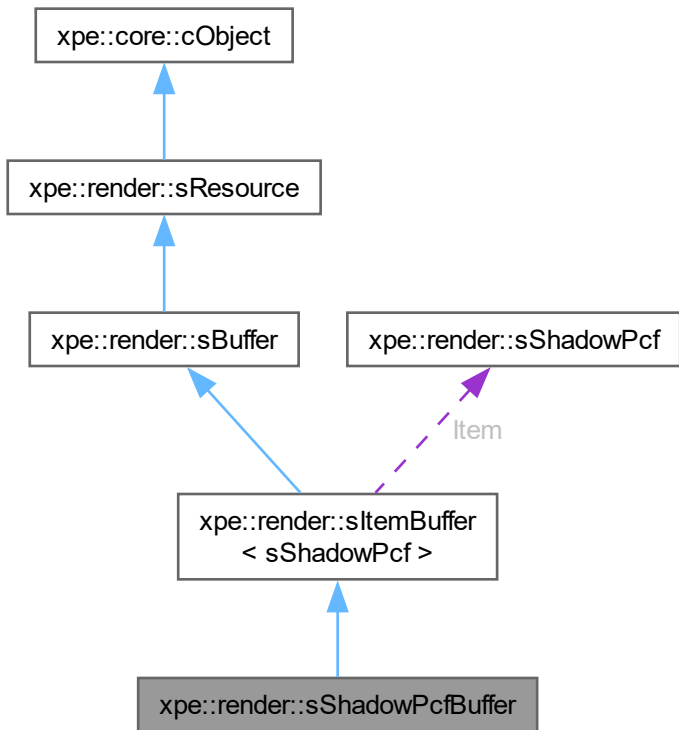 xpe::core::cObject
xpe::render::sResource
xpe::render::sBuffer
xpe::render::sShadowPcf
Item
xpe::render::sItemBuffer
< sShadowPcf >
xpe::render::sShadowPcfBuffer